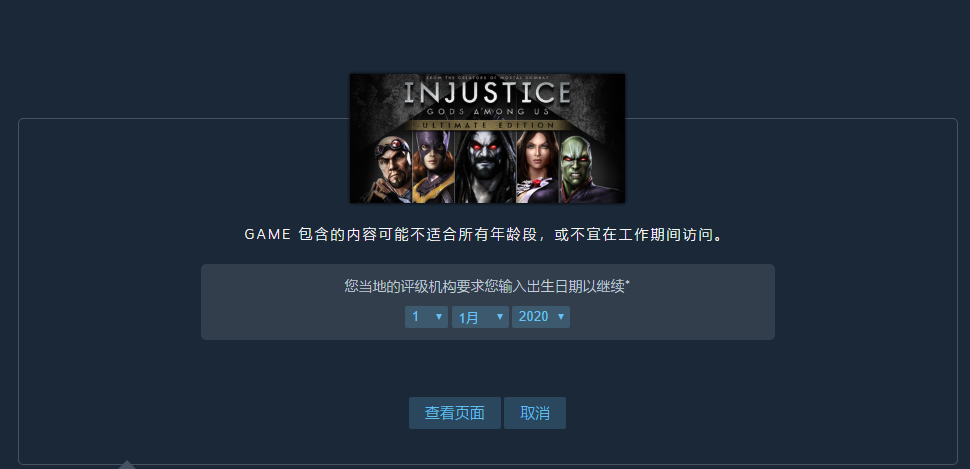 FROM THE CREATORS OF MORTAL KOMBAT
INJUSTICE
GODS AMONG US
ULTIMATE EDITION
GAME 包含的内容可能不适合所有年龄段，或不宜在工作期间访问。
您当地的评级机构要求您输入出生日期以继续*
1 ▼ 1月 ▼ 2020 ▼
查看页面 取消